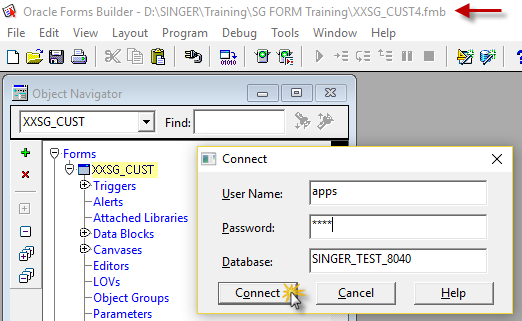 Oracle Forms Builder - D:\SINGER\Training\SG FORM Training\XXSG_CUST4.fmb
File Edit View Layout Program Debug Tools Window Help
Object Navigator
XXSG_CUST Find:
Forms
XXSG_CUST
Triggers
Alerts
Attached Libraries
Data Blocks
Canvases
Editors
LOVs
Object Groups
Parameters
Connect
User Name: apps
Password: ****
Database: SINGER_TEST_8040
Connect Cancel Help